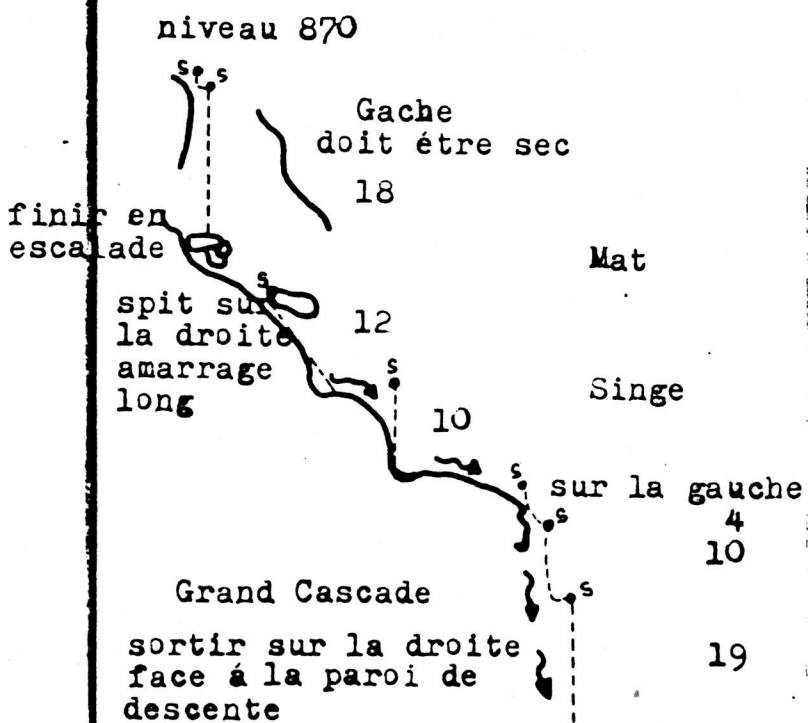 niveau 870
s s
Gache
doit étre sec
18
finir en
escalade
Mat
s
spit sur
la droite
amarrage
long
12
s
Singe
10
s
sur la gauche
s
4
10
s
Grand Cascade
sortir sur la droite
face á la paroi de
descente
19